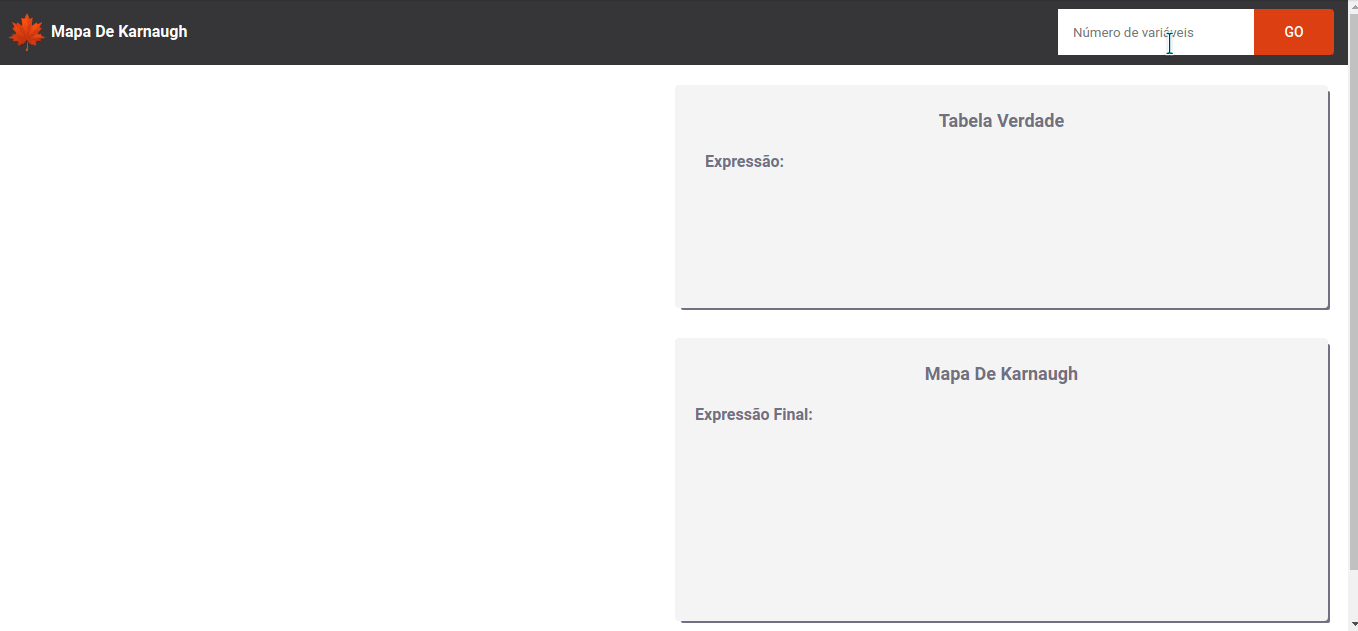 Mapa De Karnaugh
Número de variáveis
GO
Tabela Verdade
Expressão:
Mapa De Karnaugh
Expressão Final: